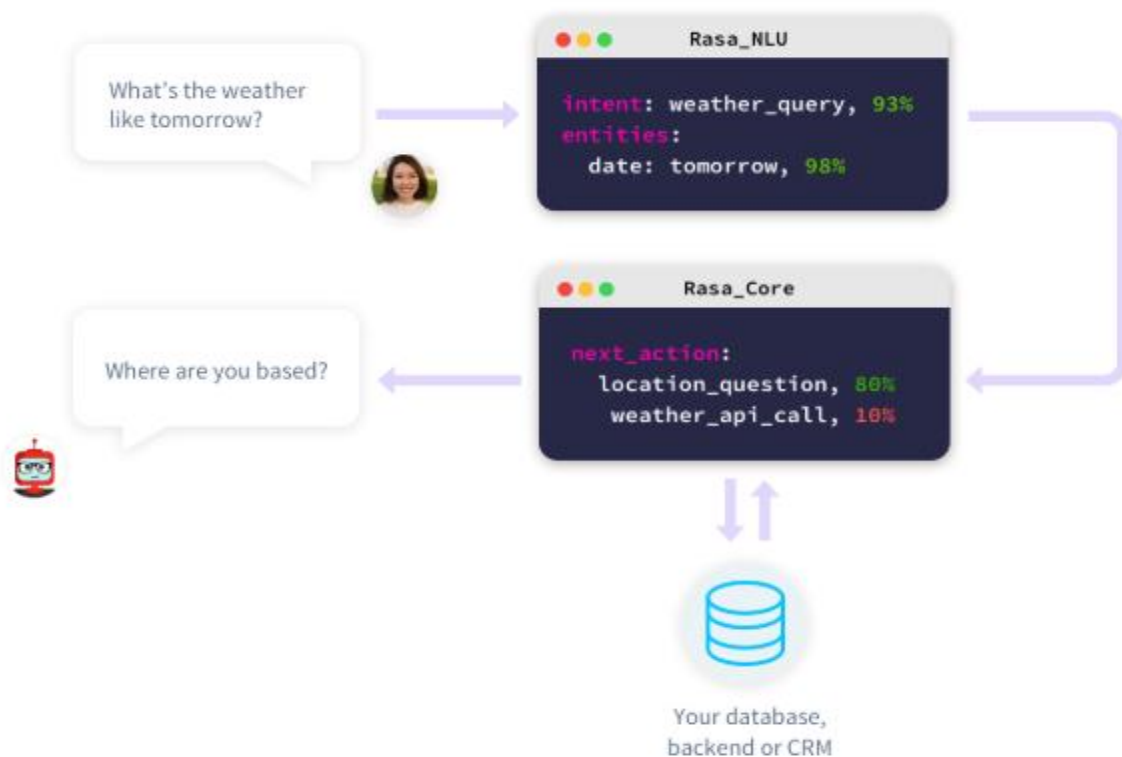 What's the weather
like tomorrow?
Rasa_NLU
intent: weather_query, 93%
entities:
date: tomorrow, 98%
Rasa_Core
next_action:
location_question, 80%
weather_api_call, 10%
Where are you based?
Your database,
backend or CRM